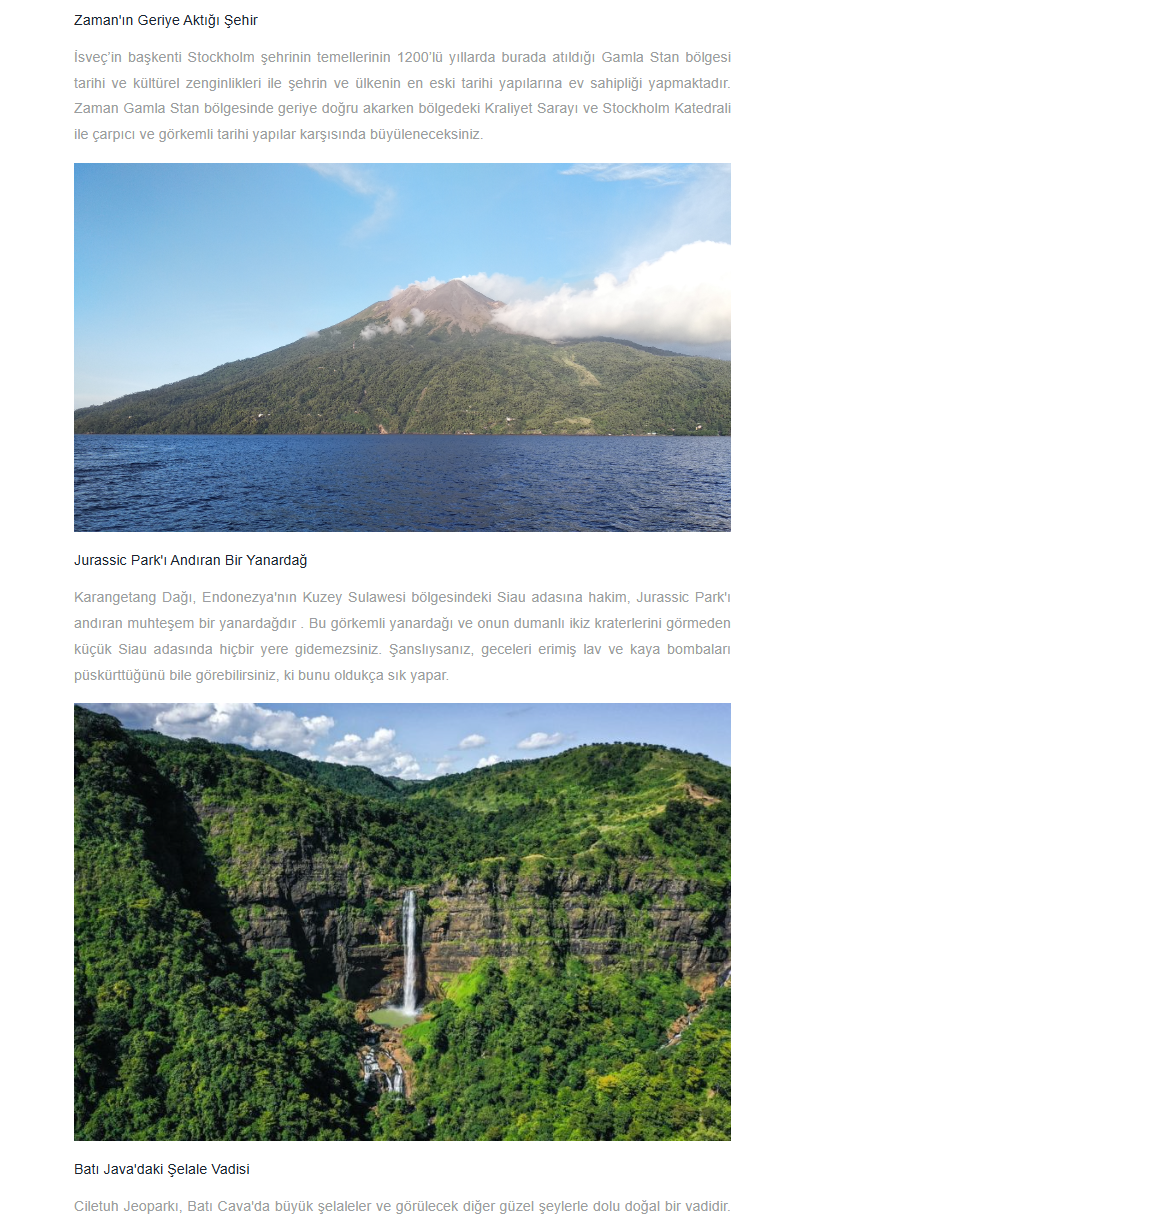 Zaman'ın Geriye Aktığı Şehir
İsveç’in başkenti Stockholm şehrinin temellerinin 1200’lü yıllarda burada atıldığı Gamla Stan bölgesi
tarihi ve kültürel zenginlikleri ile şehrin ve ülkenin en eski tarihi yapılarına ev sahipliği yapmaktadır.
Zaman Gamla Stan bölgesinde geriye doğru akarken bölgedeki Kraliyet Sarayı ve Stockholm Katedrali
ile çarpıcı ve görkemli tarihi yapılar karşısında büyüleneceksiniz.
Jurassic Park'ı Andıran Bir Yanardağ
Karangetang Dağı, Endonezya'nın Kuzey Sulawesi bölgesindeki Siau adasına hakim, Jurassic Park'ı
andıran muhteşem bir yanardağdır . Bu görkemli yanardağı ve onun dumanlı ikiz kraterlerini görmeden
küçük Siau adasında hiçbir yere gidemezsiniz. Şanslıysanız, geceleri erimiş lav ve kaya bombaları
püskürttüğünü bile görebilirsiniz, ki bunu oldukça sık yapar.
Batı Java'daki Şelale Vadisi
Ciletuh Jeoparkı, Batı Cava'da büyük şelaleler ve görülecek diğer güzel şeylerle dolu doğal bir vadidir.